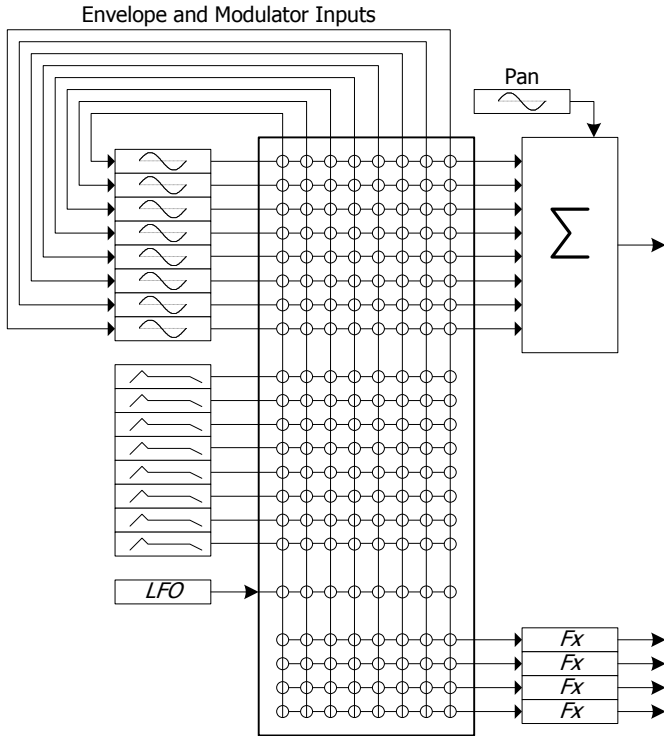 Envelope and Modulator Inputs
Pan
Σ
LFO
Fx
Fx
Fx
Fx